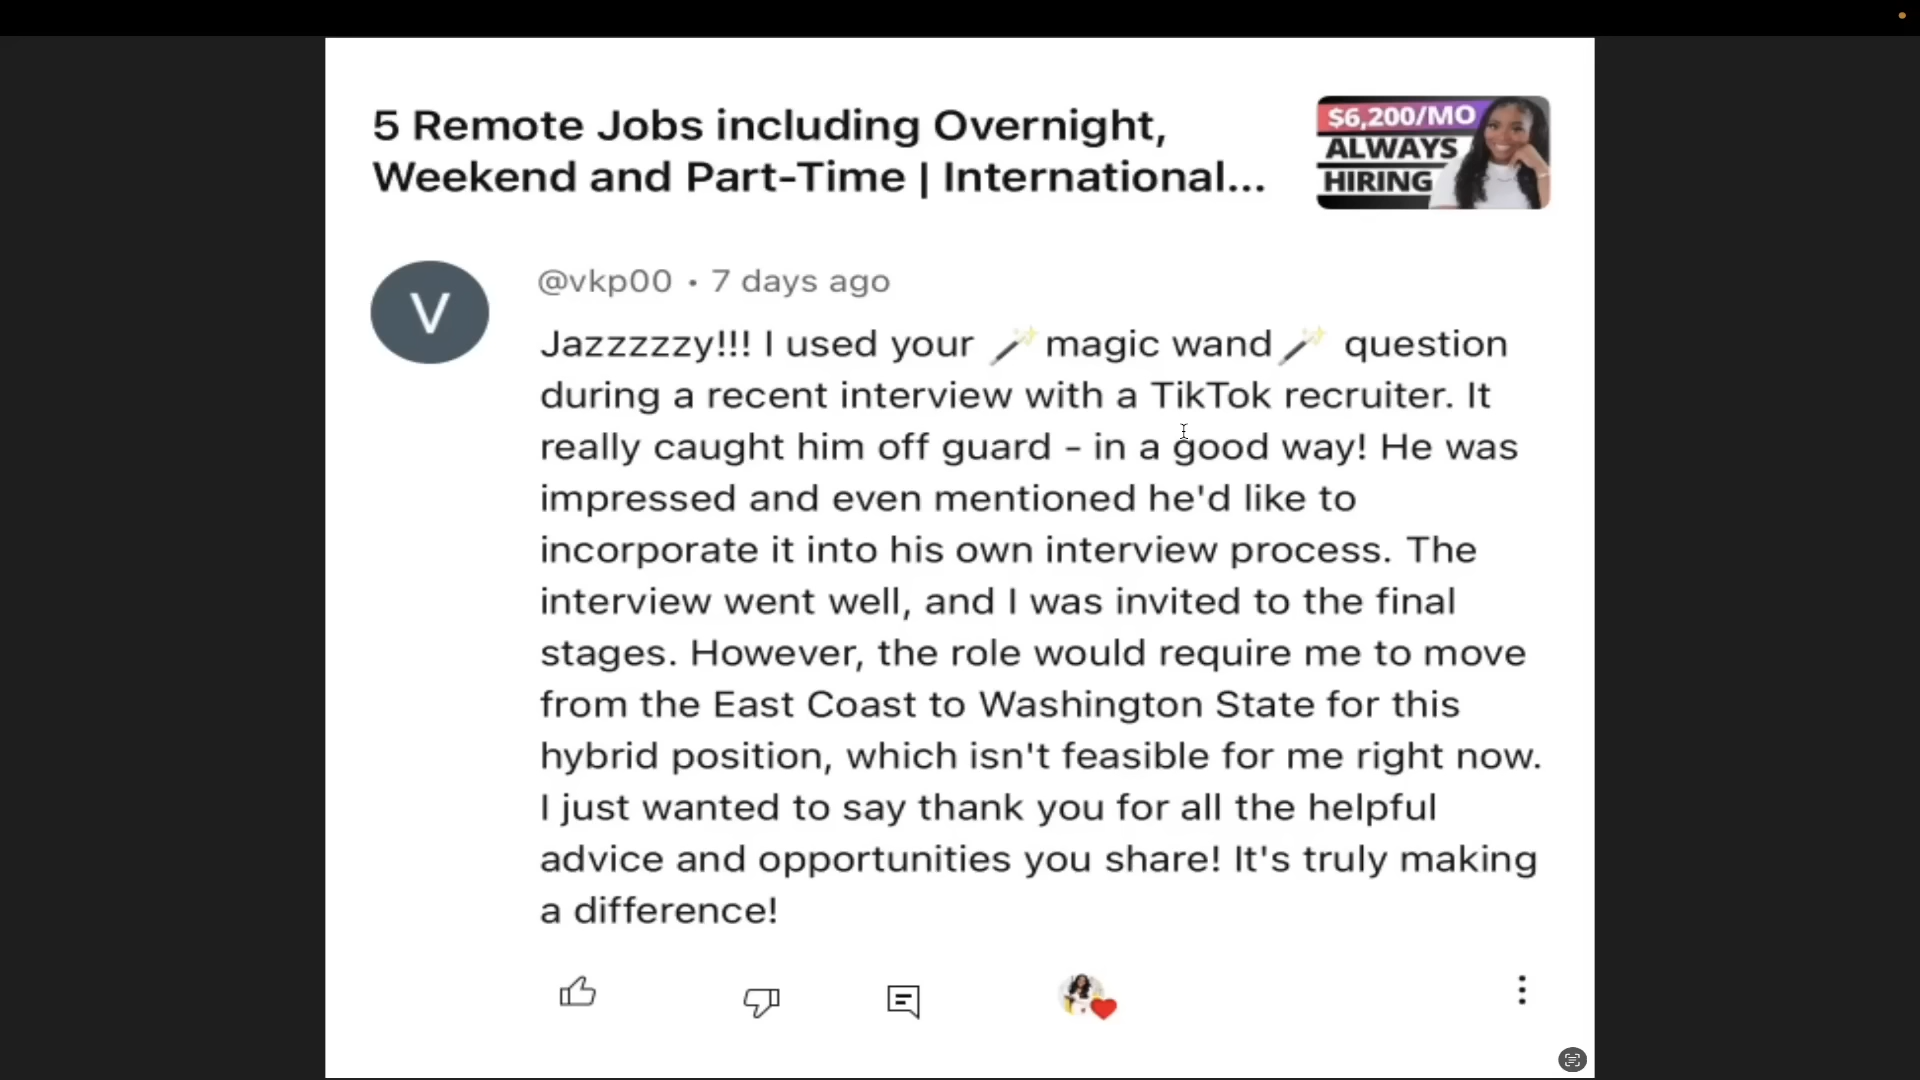 5 Remote Jobs including Overnight,
Weekend and Part-Time | International...
$6,200/MO
ALWAYS
HIRING
V
@vkp00 • 7 days ago
Jazzzzzy!!! I used your 🪄magic wand🪄 question
during a recent interview with a TikTok recruiter. It
really caught him off guard - in a good way! He was
impressed and even mentioned he'd like to
incorporate it into his own interview process. The
interview went well, and I was invited to the final
stages. However, the role would require me to move
from the East Coast to Washington State for this
hybrid position, which isn't feasible for me right now.
I just wanted to say thank you for all the helpful
advice and opportunities you share! It's truly making
a difference!